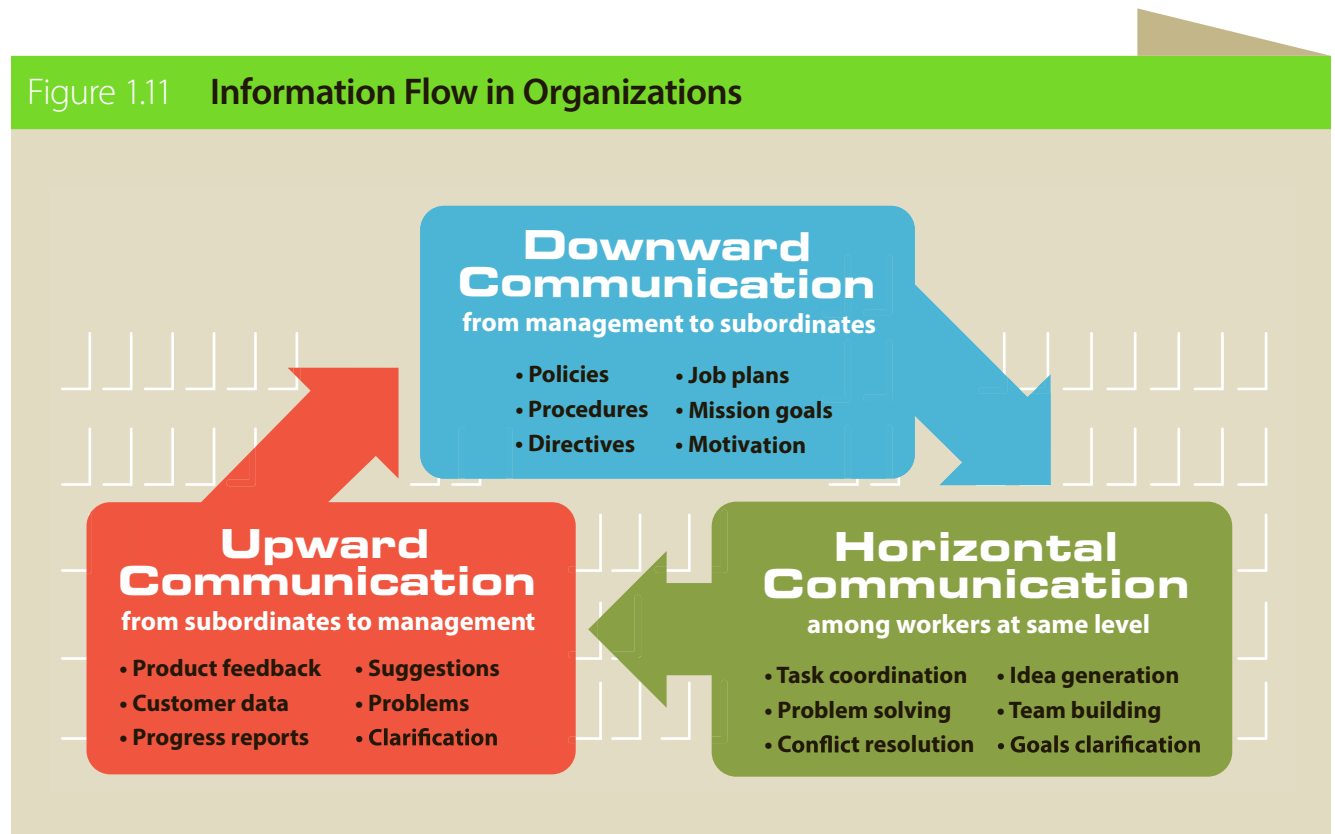 Figure 1.11 Information Flow in Organizations
Downward
Communication
from management to subordinates
• Policies • Job plans
• Procedures • Mission goals
• Directives • Motivation
Upward
Communication
from subordinates to management
• Product feedback • Suggestions
• Customer data • Problems
• Progress reports • Clarification
Horizontal
Communication
among workers at same level
• Task coordination • Idea generation
• Problem solving • Team building
• Conflict resolution • Goals clarification